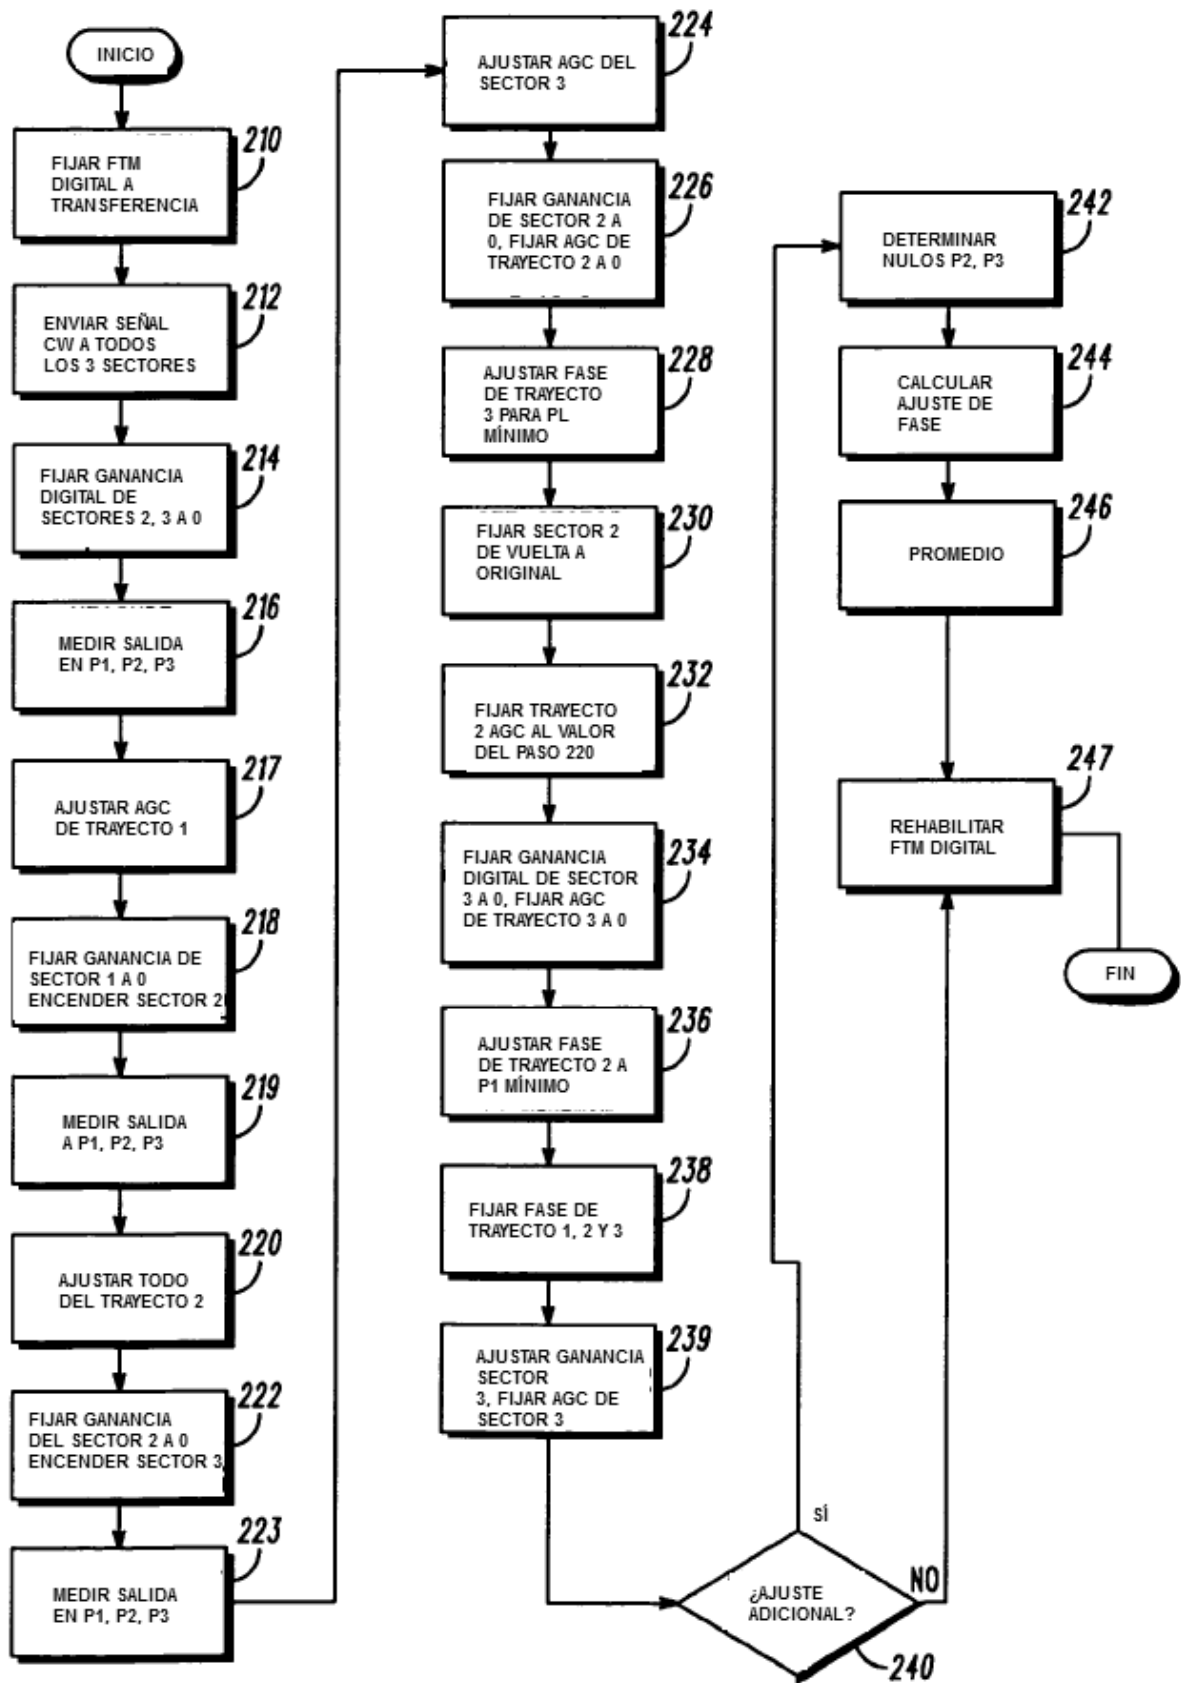 INICIO
210
FIJAR FTM
DIGITAL A
TRANSFERENCIA
212
ENVIAR SEÑAL
CW A TODOS
LOS 3 SECTORES
214
FIJAR GANANCIA
DIGITAL DE
SECTORES 2, 3 A 0
216
MEDIR SALIDA
EN P1, P2, P3
217
AJUSTAR AGC
DE TRAYECTO 1
218
FIJAR GANANCIA DE
SECTOR 1 A 0
ENCENDER SECTOR 2
219
MEDIR SALIDA
A P1, P2, P3
220
AJUSTAR TODO
DEL TRAYECTO 2
222
FIJAR GANANCIA
DEL SECTOR 2 A 0
ENCENDER SECTOR 3
223
MEDIR SALIDA
EN P1, P2, P3
224
AJUSTAR AGC DEL
SECTOR 3
226
FIJAR GANANCIA
DE SECTOR 2 A
0, FIJAR AGC DE
TRAYECTO 2 A 0
228
AJUSTAR FASE
DE TRAYECTO
3 PARA PL
MÍNIMO
230
FIJAR SECTOR 2
DE VUELTA A
ORIGINAL
232
FIJAR TRAYECTO
2 AGC AL VALOR
DEL PASO 220
234
FIJAR GANANCIA
DIGITAL DE SECTOR
3 A 0, FIJAR AGC
DE TRAYECTO 3 A 0
236
AJUSTAR FASE
DE TRAYECTO 2 A
P1 MÍNIMO
238
FIJAR FASE DE
TRAYECTO 1, 2 Y 3
239
AJUSTAR GANANCIA
SECTOR
3, FIJAR AGC DE
SECTOR 3
SÍ
NO
¿AJUSTE
ADICIONAL?
240
242
DETERMINAR
NULOS P2, P3
244
CALCULAR
AJUSTE DE
FASE
246
PROMEDIO
247
REHABILITAR
FTM DIGITAL
FIN